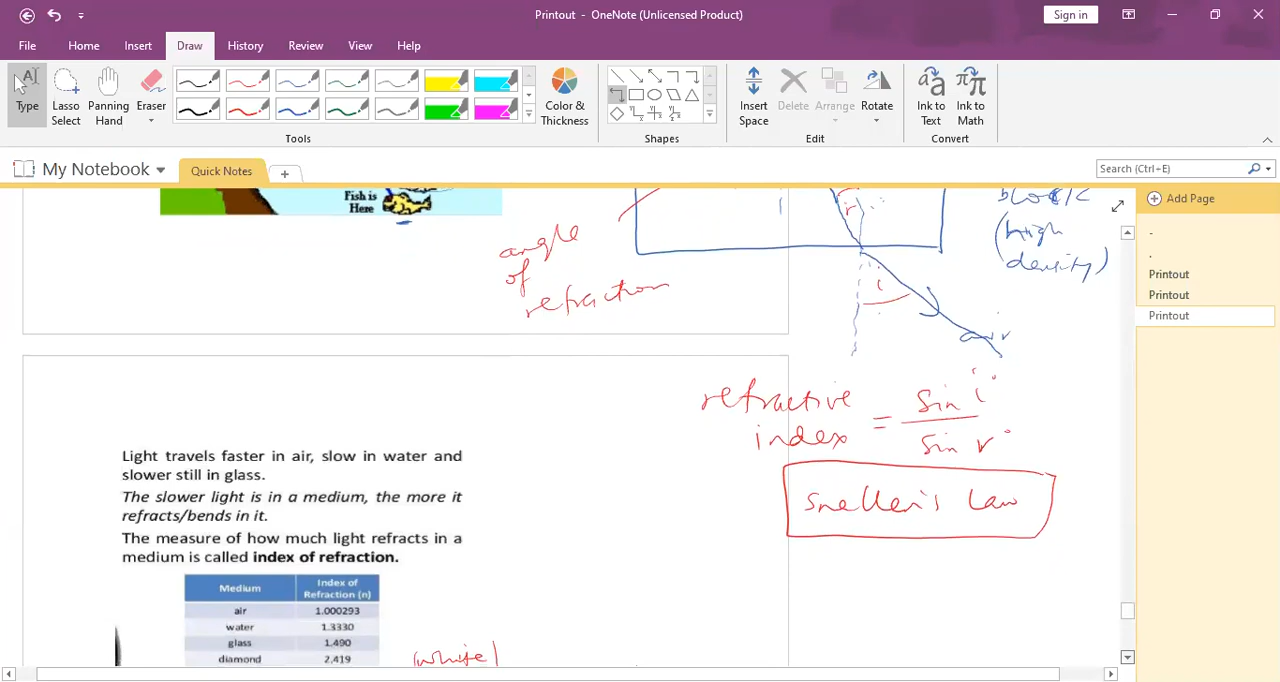 Printout - OneNote (Unlicensed Product)
Sign in
File Home Insert Draw History Review View Help
Type
Lasso Select
Panning Hand
Eraser
Tools
Color & Thickness
Shapes
Insert Space
Delete
Arrange
Rotate
Edit
Ink to Text
Ink to Math
Convert
My Notebook
Quick Notes
Search (Ctrl+E)
Add Page
-
.
Printout
Printout
Printout
Fish is
Here
r
block
(high
density)
angle
of
refraction
i
air
refractive
index = sin i° / sin r°
Sneller's Law
Light travels faster in air, slow in water and
slower still in glass.
The slower light is in a medium, the more it
refracts/bends in it.
The measure of how much light refracts in a
medium is called index of refraction.
Medium Index of Refraction (n)
air 1.000293
water 1.3330
glass 1.490
diamond 2.419
(white)